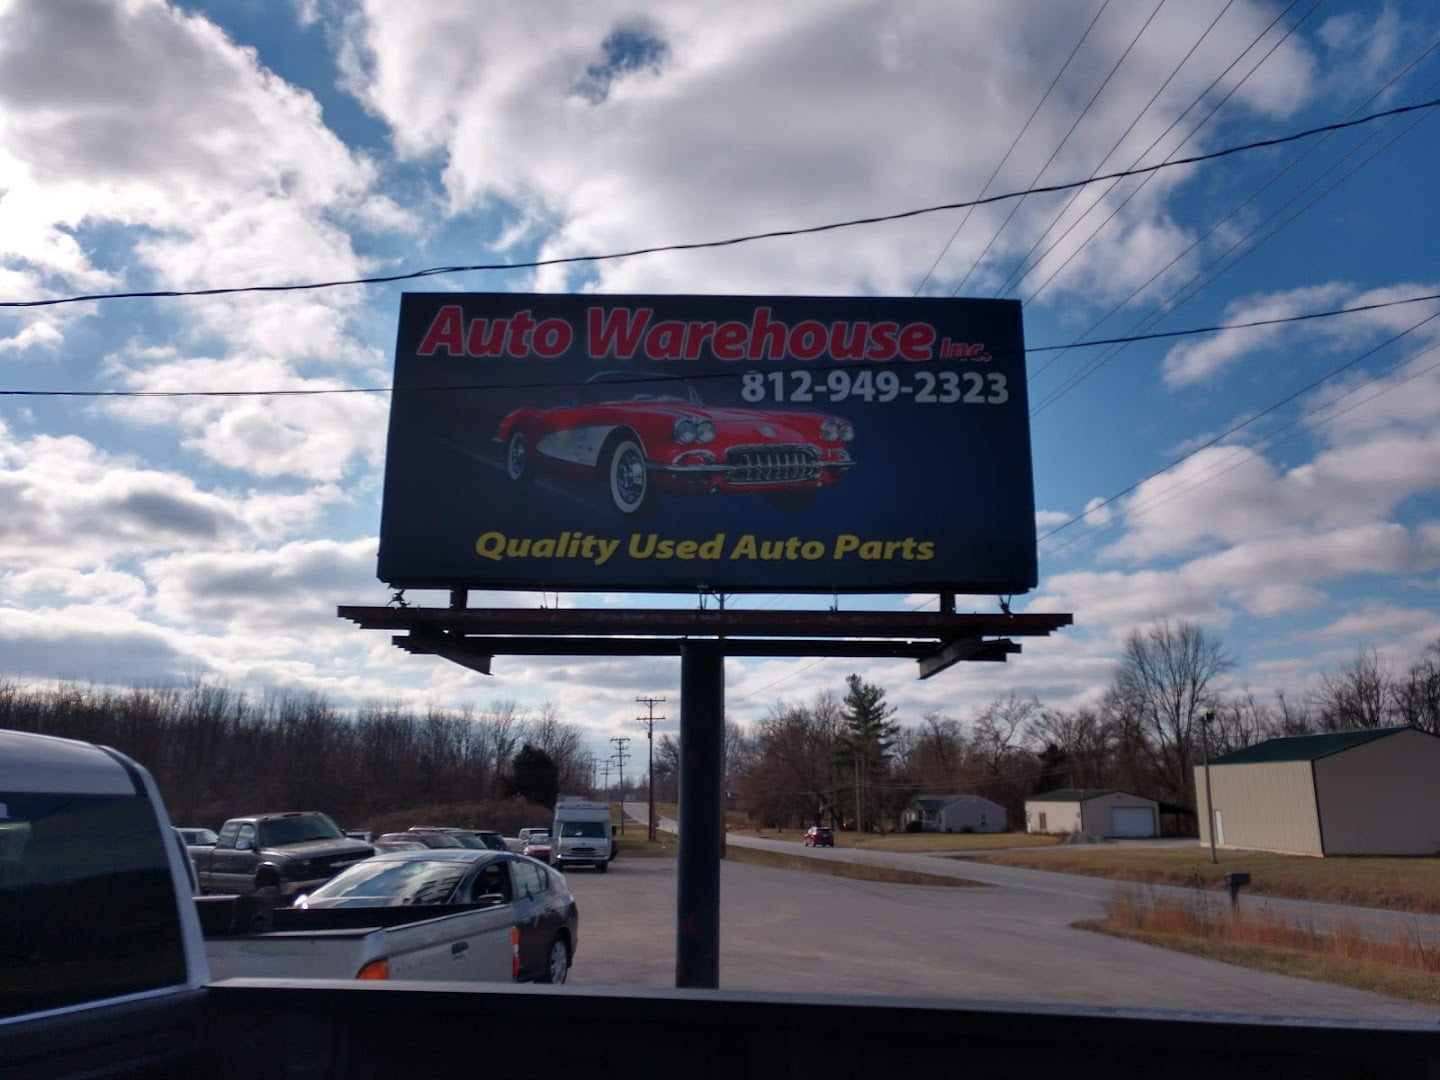 Auto Warehouse Inc.
812-949-2323
Quality Used Auto Parts